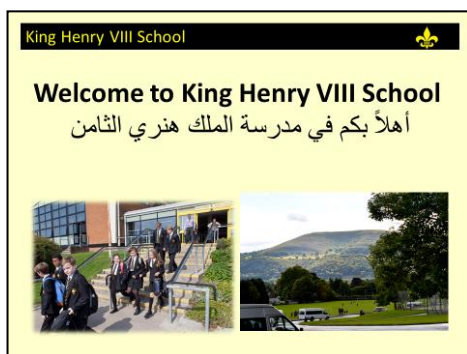 King Henry VIII School
Welcome to King Henry VIII School
أهلاً بكم في مدرسة الملك هنري الثامن